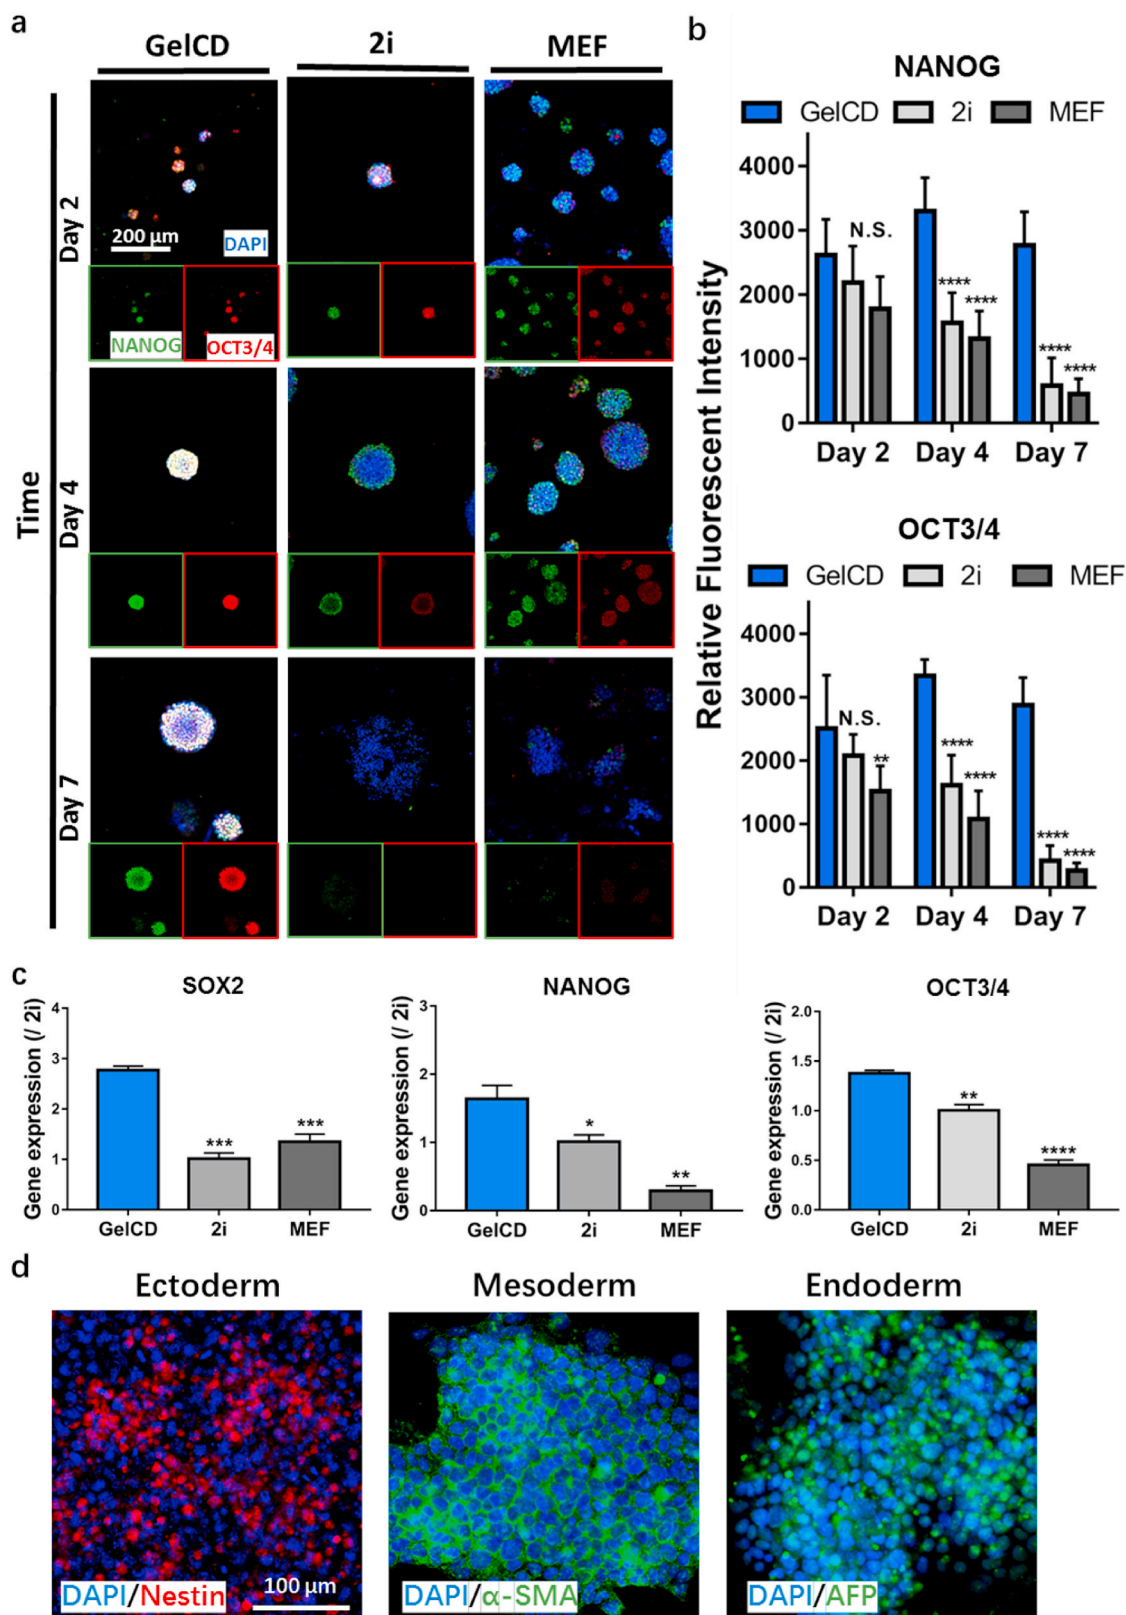 a
GelCD 2i MEF
Time
Day 2
200 µm
DAPI
NANOG OCT3/4
Day 4
Day 7
b
NANOG
GelCD 2i MEF
Relative Fluorescent Intensity
4000
3000
2000
1000
0
N.S.
**** ****
**** ****
Day 2 Day 4 Day 7
OCT3/4
GelCD 2i MEF
4000
3000
2000
1000
0
N.S. **
**** ****
**** ****
Day 2 Day 4 Day 7
c
SOX2
Gene expression (/ 2i)
4
3
2
1
0
*** ***
GelCD 2i MEF
NANOG
Gene expression (/ 2i)
3
2
1
0
* **
GelCD 2i MEF
OCT3/4
Gene expression (/ 2i)
2.0
1.5
1.0
0.5
0.0
** ****
GelCD 2i MEF
d
Ectoderm Mesoderm Endoderm
DAPI/Nestin 100 µm DAPI/α-SMA DAPI/AFP